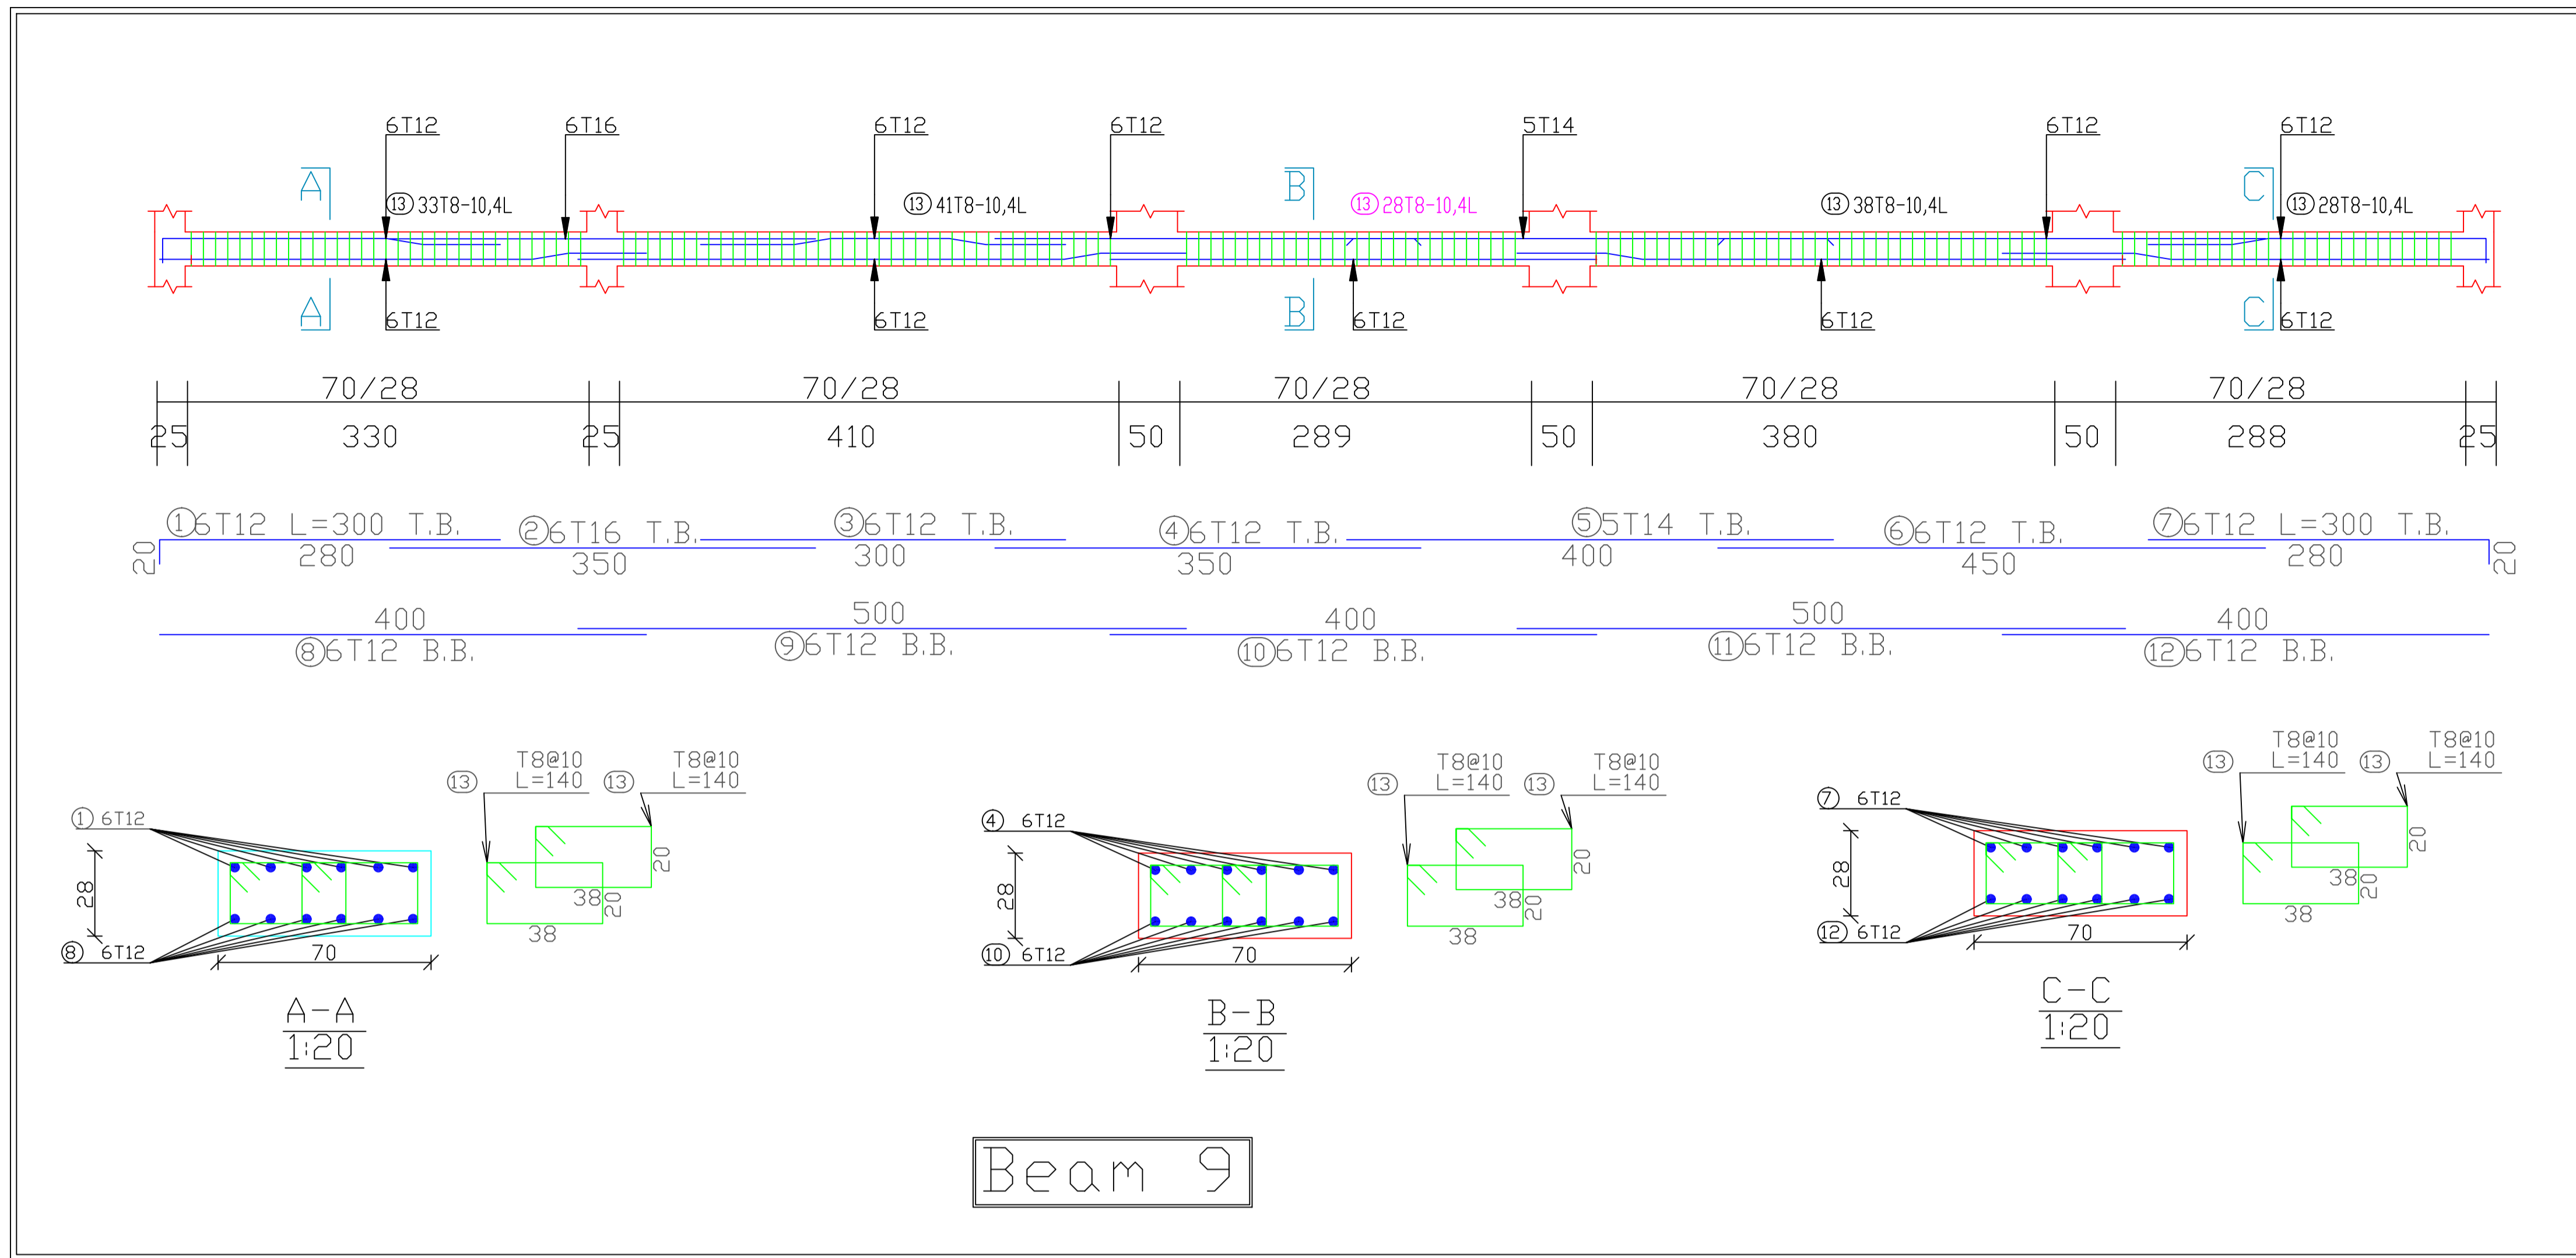 6T12 6T16 6T12 6T12 5T14 6T12 6T12
A B C
13 33T8-10,4L 13 41T8-10,4L 13 28T8-10,4L 13 38T8-10,4L 13 28T8-10,4L
A B C
6T12 6T12 6T12 6T12 6T12
70/28 70/28 70/28 70/28 70/28
25 330 25 410 50 289 50 380 50 288 25
1 6T12 L=300 T.B. 2 6T16 T.B. 3 6T12 T.B. 4 6T12 T.B. 5 5T14 T.B. 6 6T12 T.B. 7 6T12 L=300 T.B.
20 280 350 300 350 400 450 280 20
400 500 400 500 400
8 6T12 B.B. 9 6T12 B.B. 10 6T12 B.B. 11 6T12 B.B. 12 6T12 B.B.
1 6T12
8 6T12
28
70
13 T8@10
L=140
13 T8@10
L=140
20
38
20
38
A-A
1:20
4 6T12
10 6T12
28
70
13 T8@10
L=140
13 T8@10
L=140
20
38
20
38
B-B
1:20
7 6T12
12 6T12
28
70
13 T8@10
L=140
13 T8@10
L=140
20
38
20
38
C-C
1:20
Beam 9